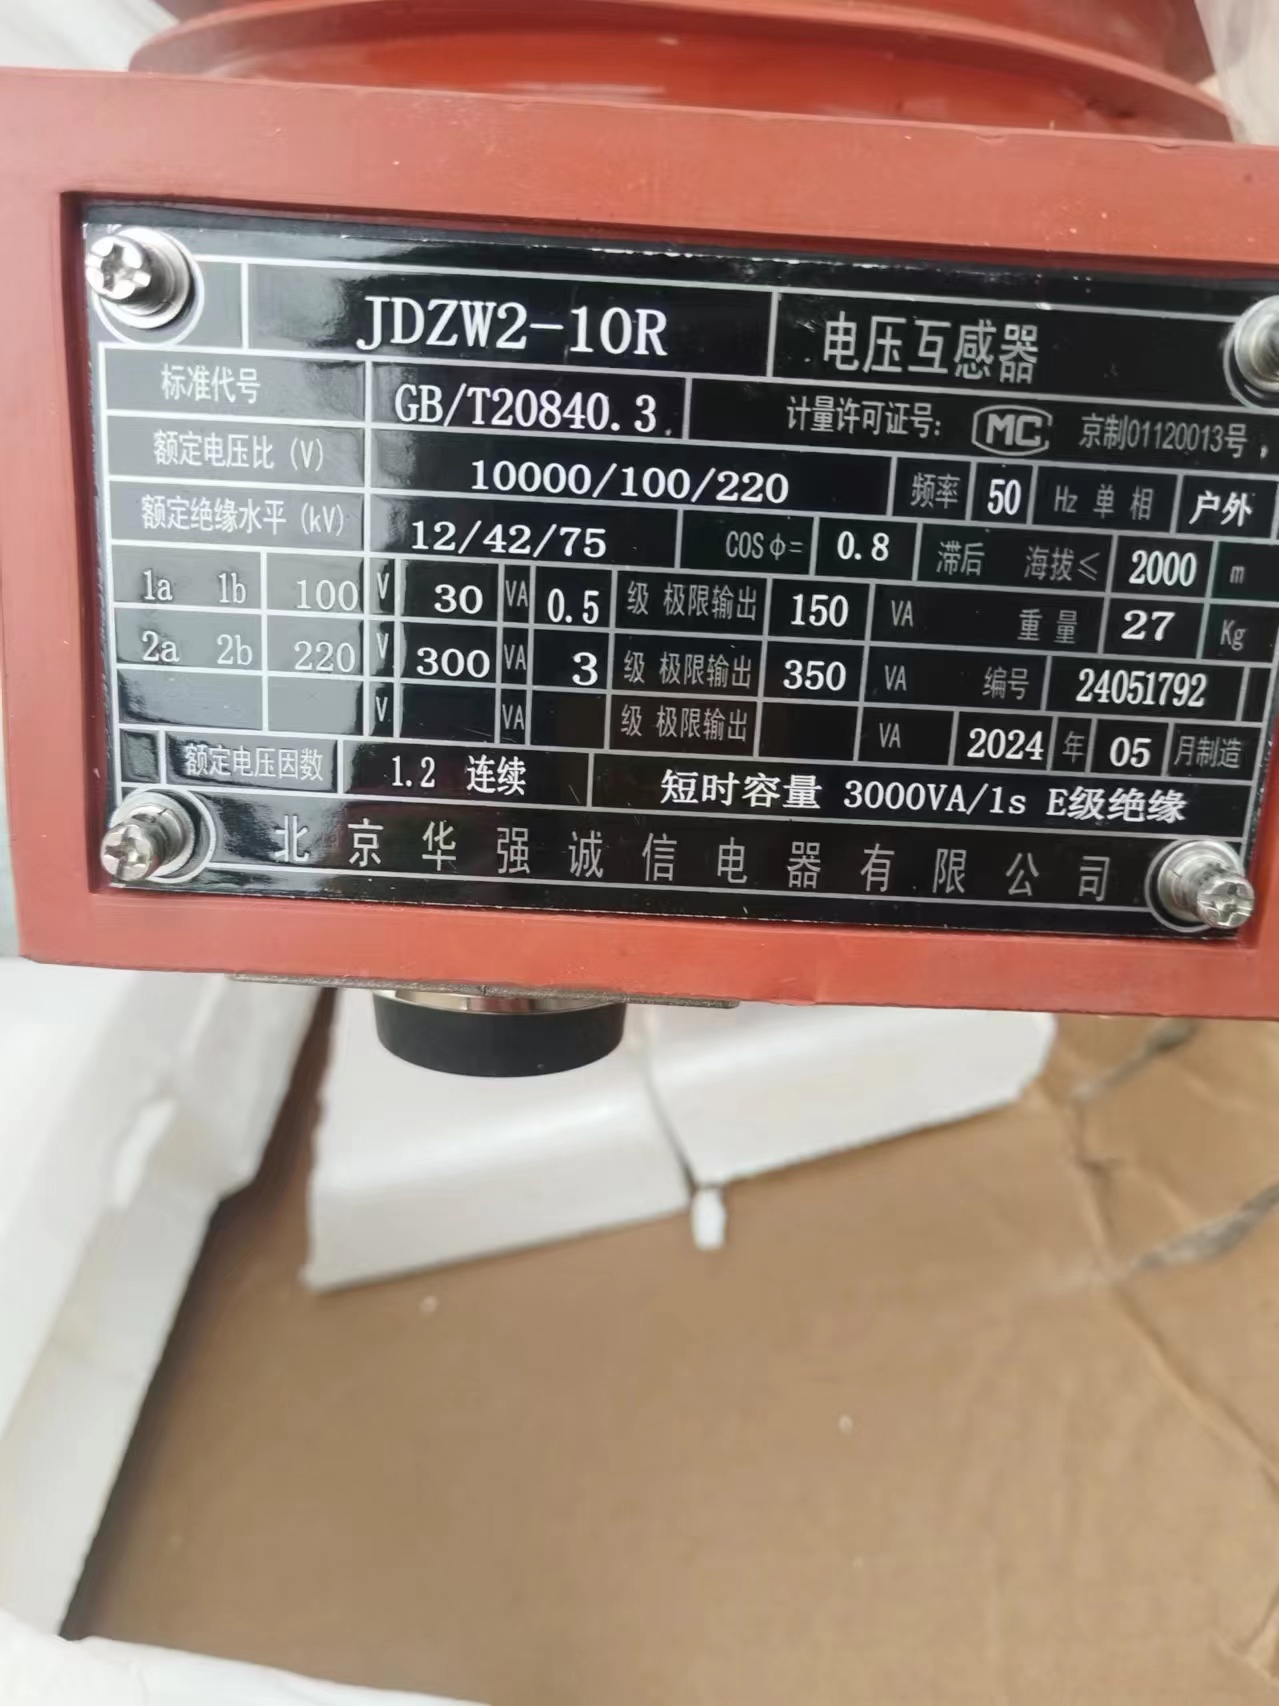 JDZW2-10R 电压互感器
标准代号 GB/T20840.3 计量许可证号: MC 京制01120013号,
额定电压比(V) 10000/100/220 频率 50 Hz 单相 户外
额定绝缘水平(kV) 12/42/75 COSφ= 0.8 滞后 海拔≤ 2000 m
1a 1b 100 V 30 VA 0.5 级 极限输出 150 VA 重量 27 Kg
2a 2b 220 V 300 VA 3 级 极限输出 350 VA 编号 24051792
V VA 级 极限输出 VA 2024 年 05 月制造
额定电压因数 1.2 连续 短时容量 3000VA/1s E级绝缘
北京华强诚信电器有限公司